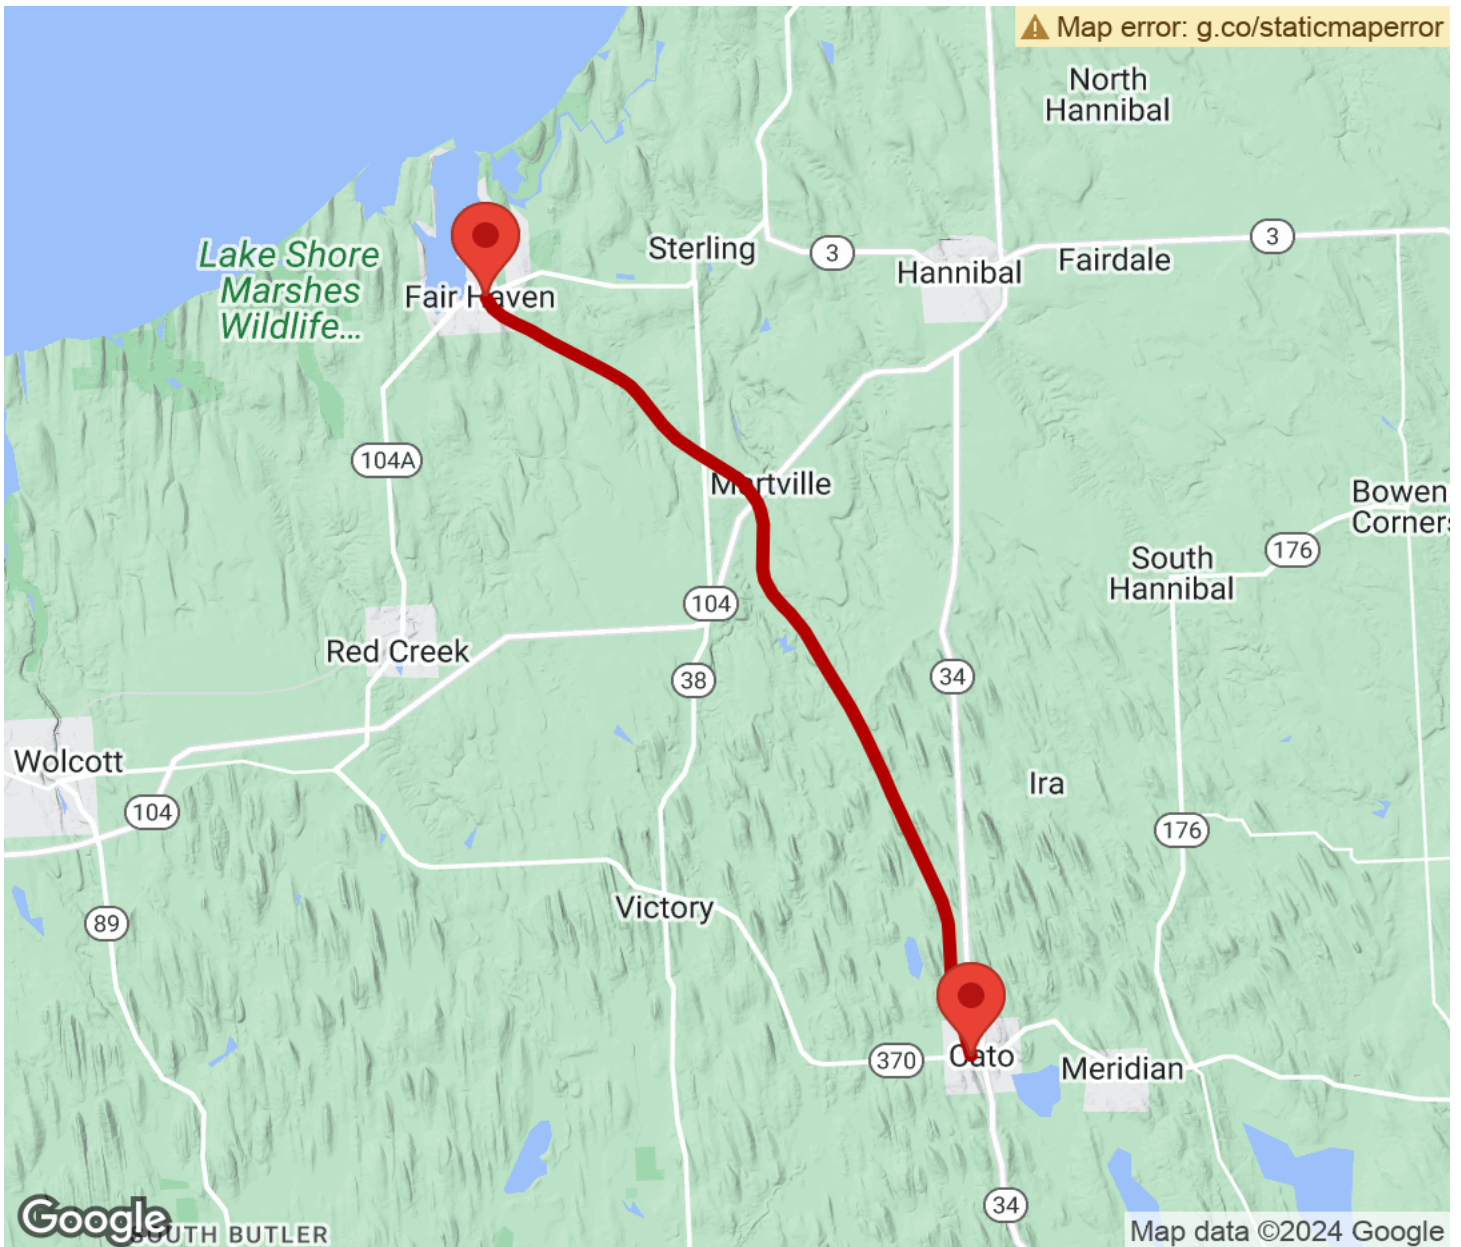 Map error: g.co/staticmaperror
North
Hannibal
3
Sterling
3
Lake Shore
Marshes
Wildlife...
Hannibal
Fairdale
Fair Haven
104A
Martville
Bowen
Corners
176
South
Hannibal
104
Red Creek
34
38
Wolcott
Ira
104
176
Victory
89
370
Cato
Meridian
34
Google
SOUTH BUTLER
Map data ©2024 Google